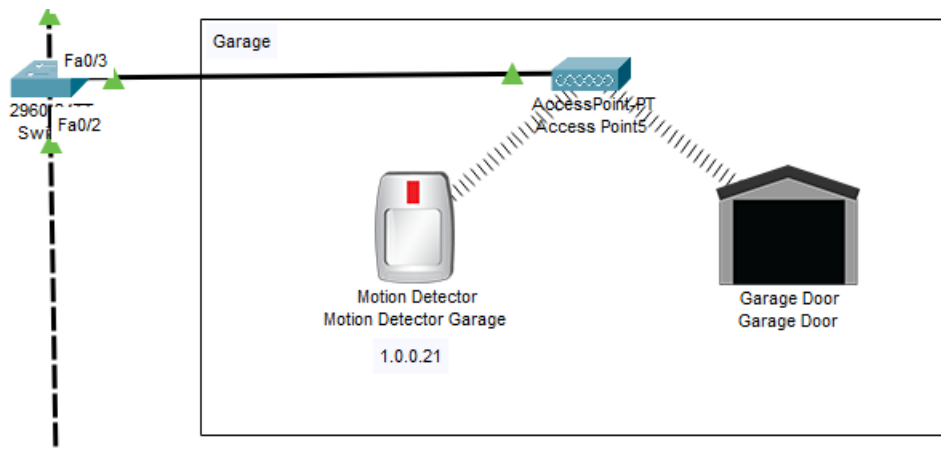 Garage
Fa0/3
AccessPoint-PT
Access Point5
Fa0/2
Motion Detector
Motion Detector Garage
1.0.0.21
Garage Door
Garage Door